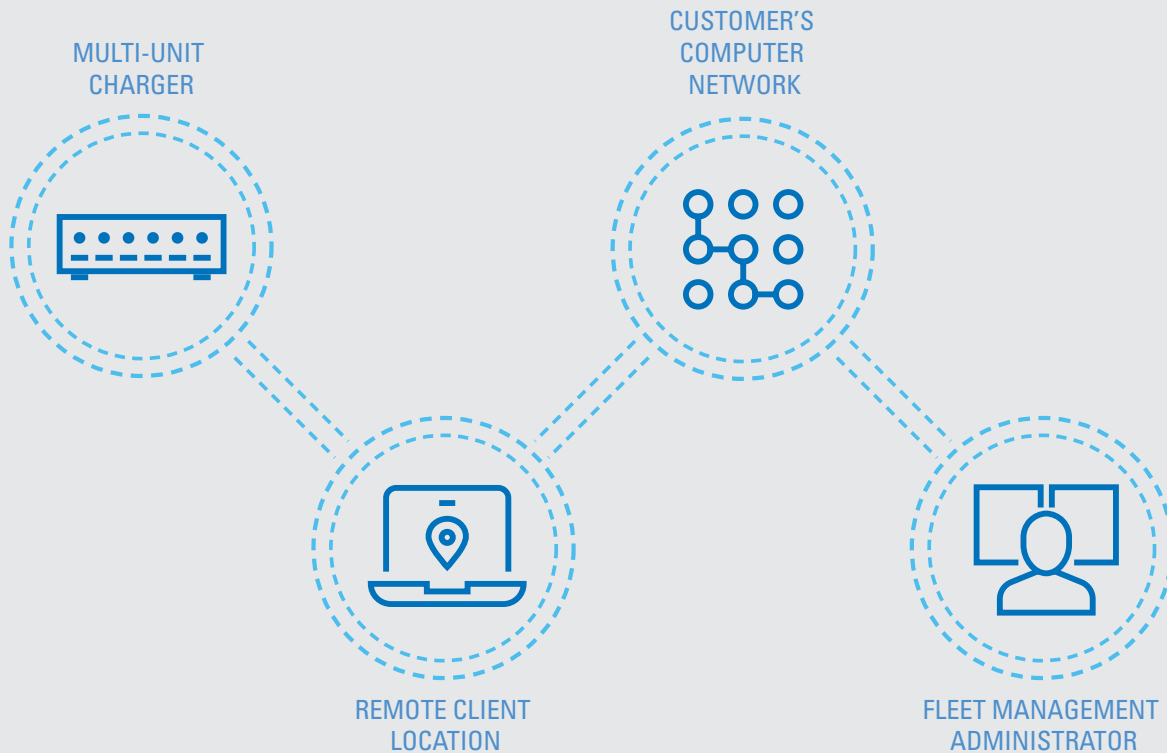 MULTI-UNIT
CHARGER
CUSTOMER'S
COMPUTER
NETWORK
REMOTE CLIENT
LOCATION
FLEET MANAGEMENT
ADMINISTRATOR